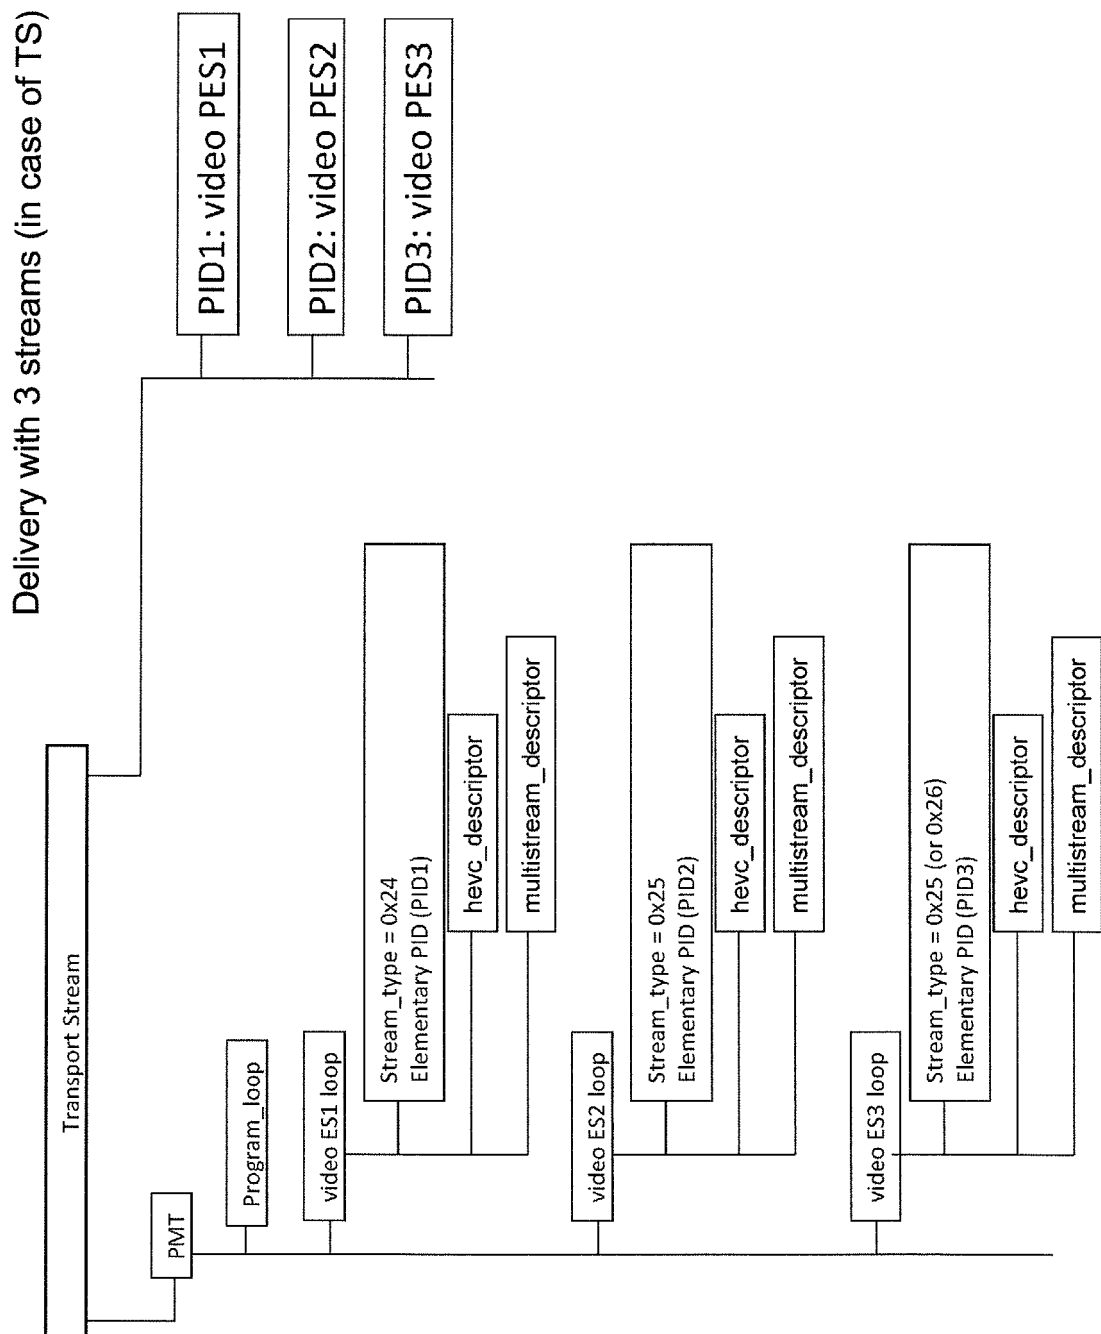 Delivery with 3 streams (in case of TS)
Transport Stream
PMT
Program_loop
video ES1 loop
Stream_type = 0x24
Elementary PID (PID1)
hevc_descriptor
multistream_descriptor
video ES2 loop
Stream_type = 0x25
Elementary PID (PID2)
hevc_descriptor
multistream_descriptor
video ES3 loop
Stream_type = 0x25 (or 0x26)
Elementary PID (PID3)
hevc_descriptor
multistream_descriptor
PID1: video PES1
PID2: video PES2
PID3: video PES3